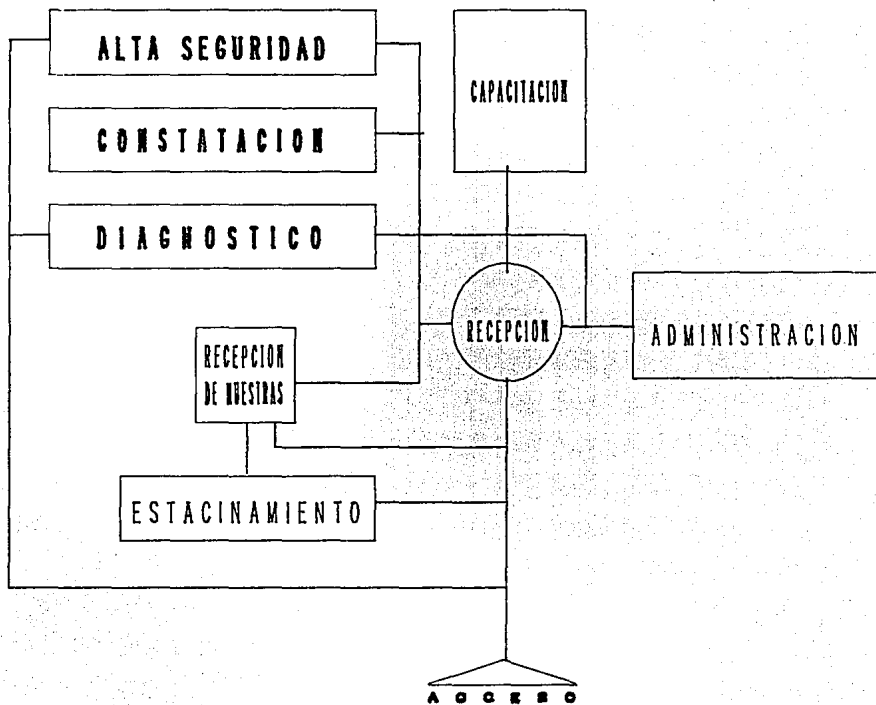 ALTA SEGURIDAD
CAPACITACION
CONSTATACION
DIAGNOSTICO
RECEPCION
ADMINISTRACION
RECEPCION
DE MUESTRAS
ESTACINAMIENTO
ACCESO